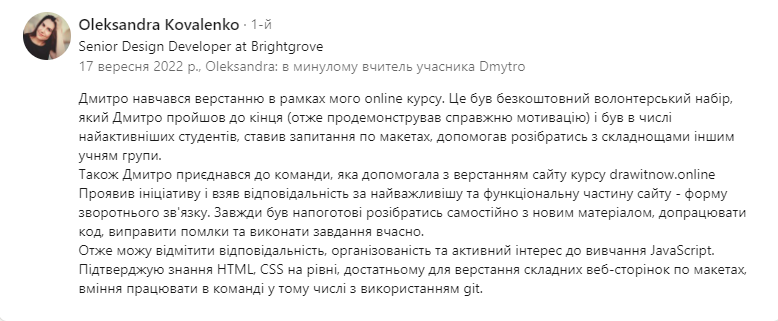 Oleksandra Kovalenko · 1-й
Senior Design Developer at Brightgrove
17 вересня 2022 р., Oleksandra: в минулому вчитель учасника Dmytro
Дмитро навчався верстанню в рамках мого online курсу. Це був безкоштовний волонтерський набір,
який Дмитро пройшов до кінця (отже продемонстрував справжню мотивацію) і був в числі
найактивніших студентів, ставив запитання по макетах, допомогав розібратись з складнощами іншим
учням групи.
Також Дмитро приєднався до команди, яка допомогала з верстанням сайту курсу drawitnow.online
Проявив ініціативу і взяв відповідальність за найважливішу та функціональну частину сайту - форму
зворотнього зв'язку. Завжди був напоготові розібратись самостійно з новим матеріалом, допрацювати
код, виправити помлки та виконати завдання вчасно.
Отже можу відмітити відповідальність, організованість та активний інтерес до вивчання JavaScript.
Підтверджую знання HTML, CSS на рівні, достатньому для верстання складних веб-сторінок по макетах,
вміння працювати в команді у тому числі з використанням git.